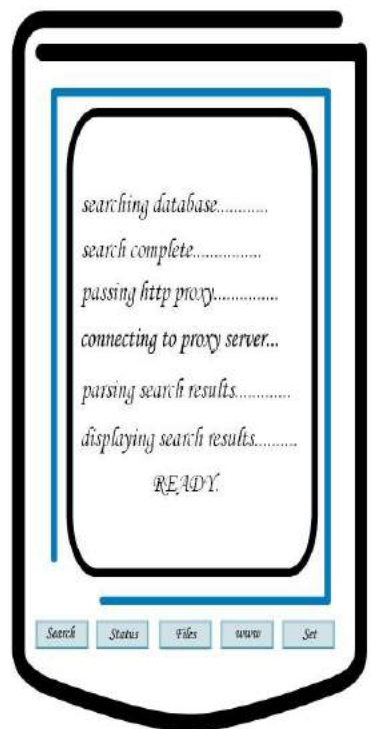 searching database............
search complete................
passing http proxy...............
connecting to proxy server...
parsing search results.............
displaying search results..........
READY.
Search Status Files www Set